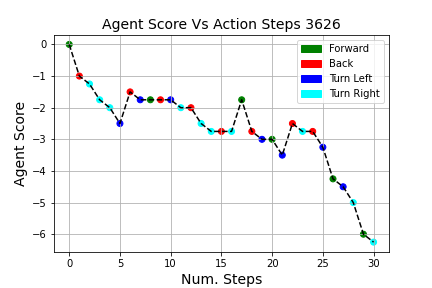 Agent Score Vs Action Steps 3626
Forward
Back
Turn Left
Turn Right
Agent Score
0
−1
−2
−3
−4
−5
−6
0 5 10 15 20 25 30
Num. Steps